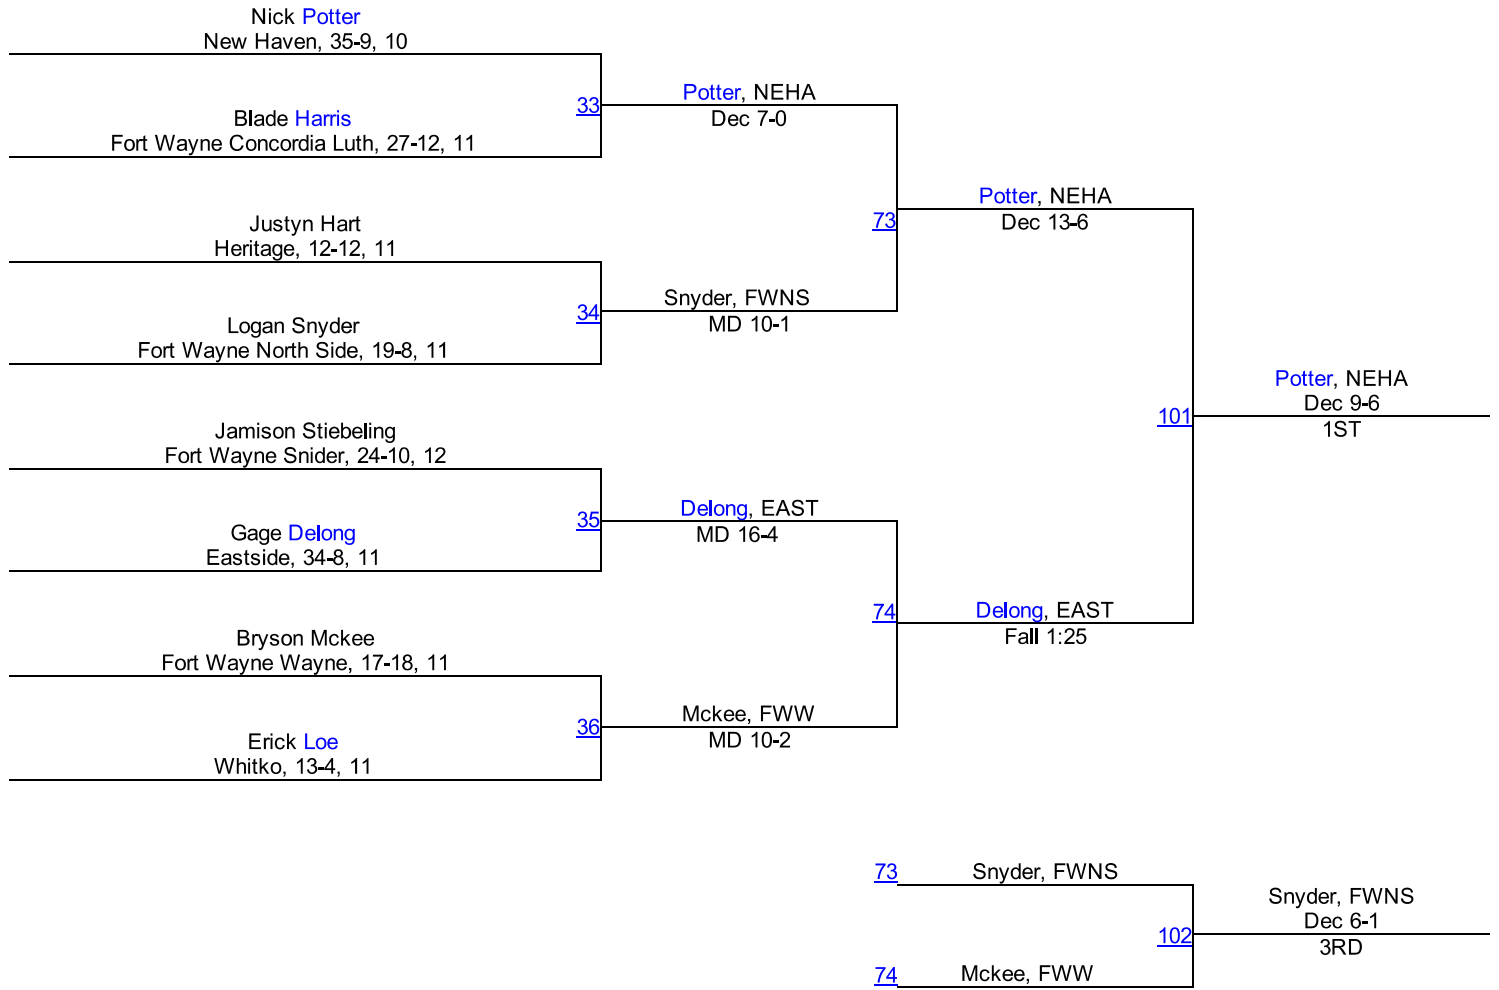 Nick Potter
New Haven, 35-9, 10
33
Blade Harris
Fort Wayne Concordia Luth, 27-12, 11
Potter, NEHA
Dec 7-0
Justyn Hart
Heritage, 12-12, 11
34
Logan Snyder
Fort Wayne North Side, 19-8, 11
Snyder, FWNS
MD 10-1
73
Potter, NEHA
Dec 13-6
Jamison Stiebeling
Fort Wayne Snider, 24-10, 12
35
Gage Delong
Eastside, 34-8, 11
Delong, EAST
MD 16-4
Bryson Mckee
Fort Wayne Wayne, 17-18, 11
36
Erick Loe
Whitko, 13-4, 11
Mckee, FWW
MD 10-2
74
Delong, EAST
Fall 1:25
101
Potter, NEHA
Dec 9-6
1ST
73
Snyder, FWNS
102
74
Mckee, FWW
Snyder, FWNS
Dec 6-1
3RD